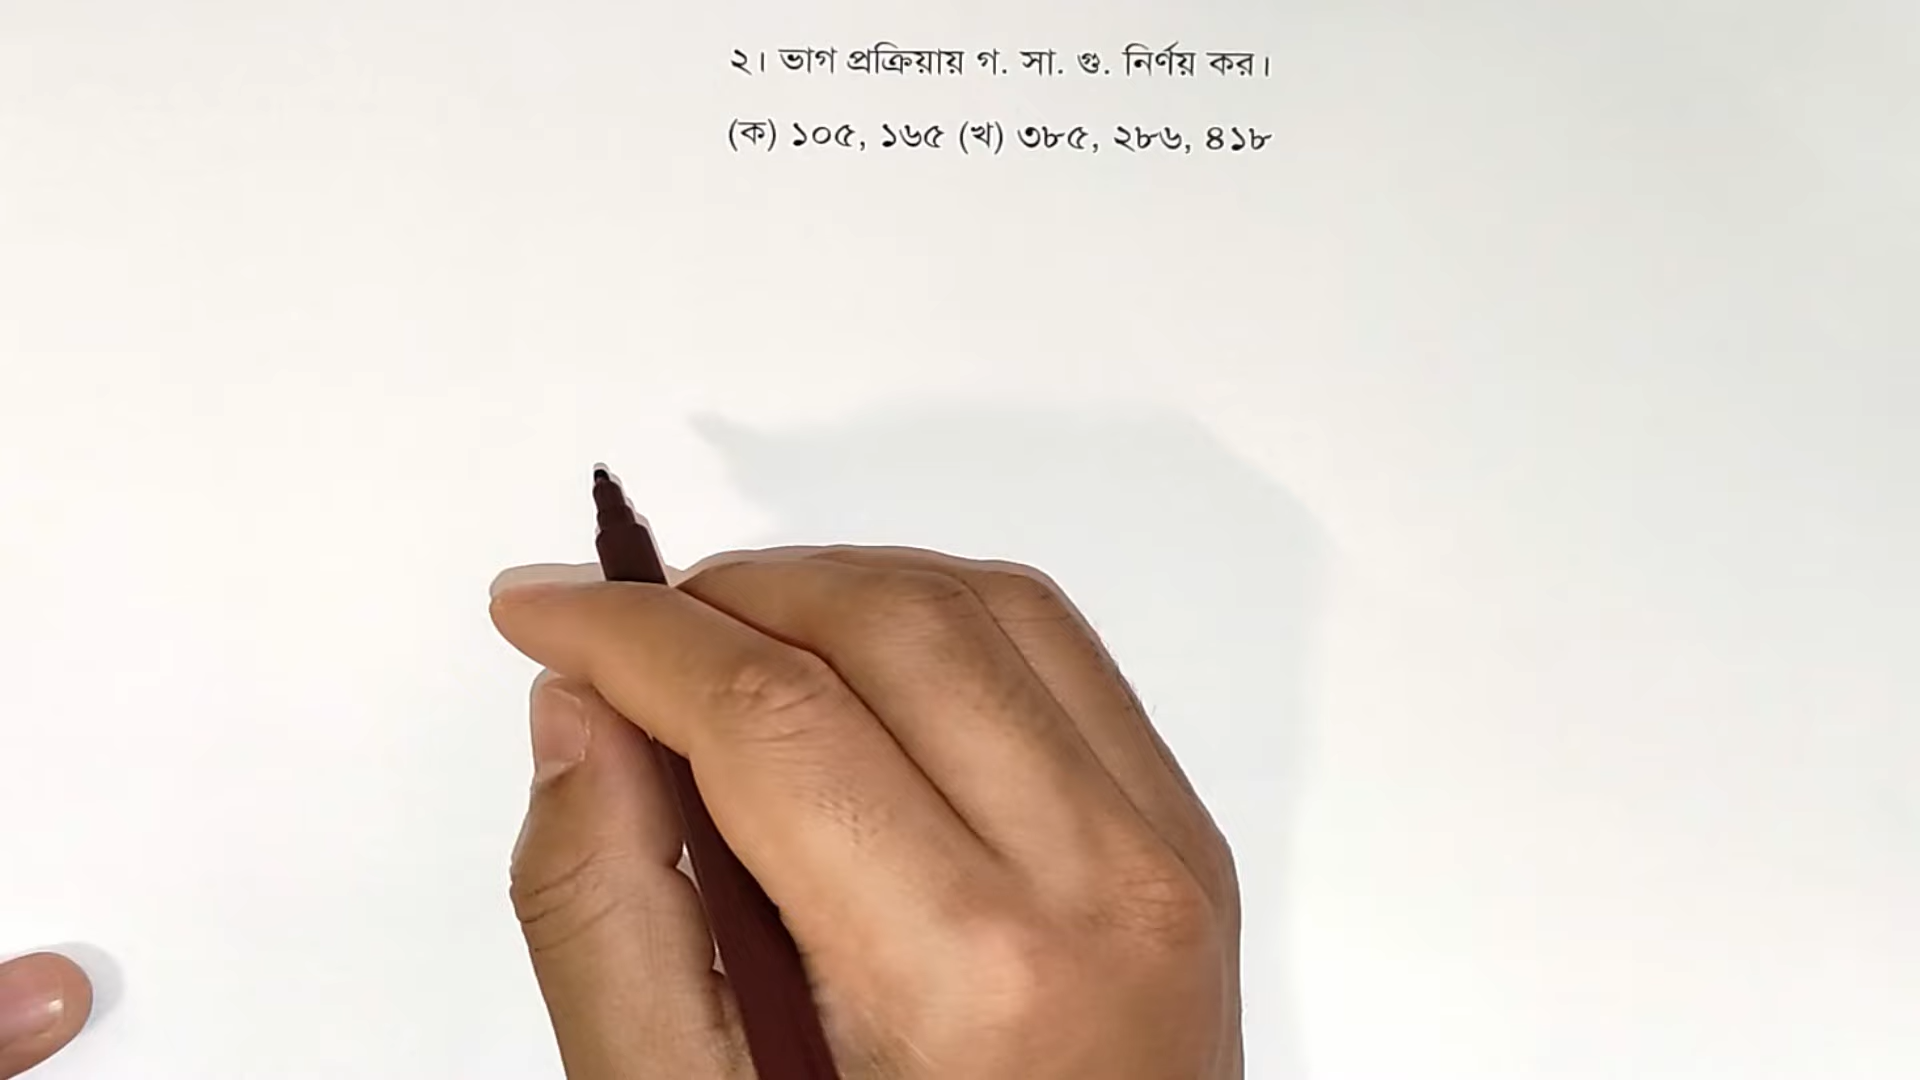 ২। ভাগ প্রক্রিয়ায় গ. সা. গু. নির্ণয় কর।
(ক) ১০৫, ১৬৫ (খ) ৩৮৫, ২৮৬, ৪১৮